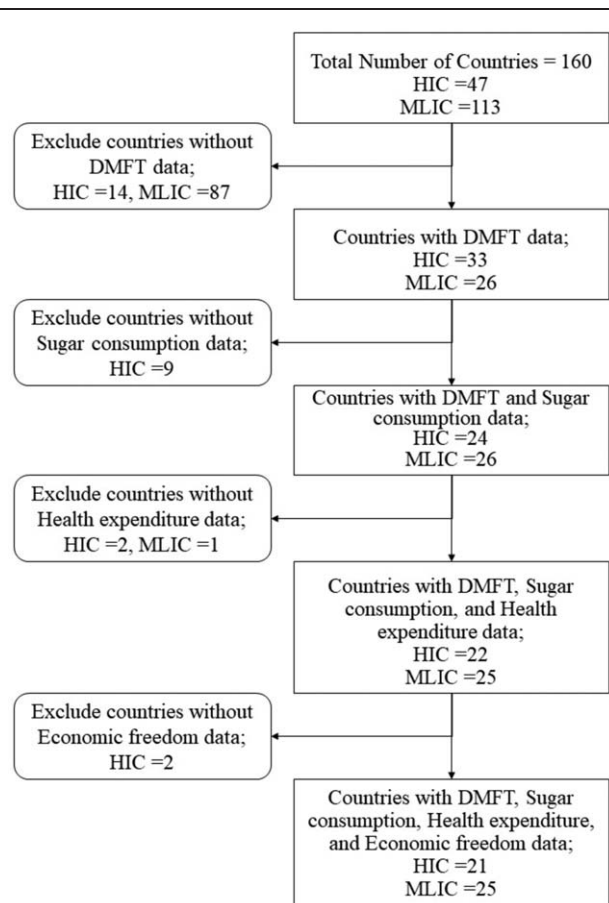 Total Number of Countries = 160
HIC =47
MLIC =113
Exclude countries without
DMFT data;
HIC =14, MLIC =87
Countries with DMFT data;
HIC =33
MLIC =26
Exclude countries without
Sugar consumption data;
HIC =9
Countries with DMFT and Sugar
consumption data;
HIC =24
MLIC =26
Exclude countries without
Health expenditure data;
HIC =2, MLIC =1
Countries with DMFT, Sugar
consumption, and Health
expenditure data;
HIC =22
MLIC =25
Exclude countries without
Economic freedom data;
HIC =2
Countries with DMFT, Sugar
consumption, Health expenditure,
and Economic freedom data;
HIC =21
MLIC =25